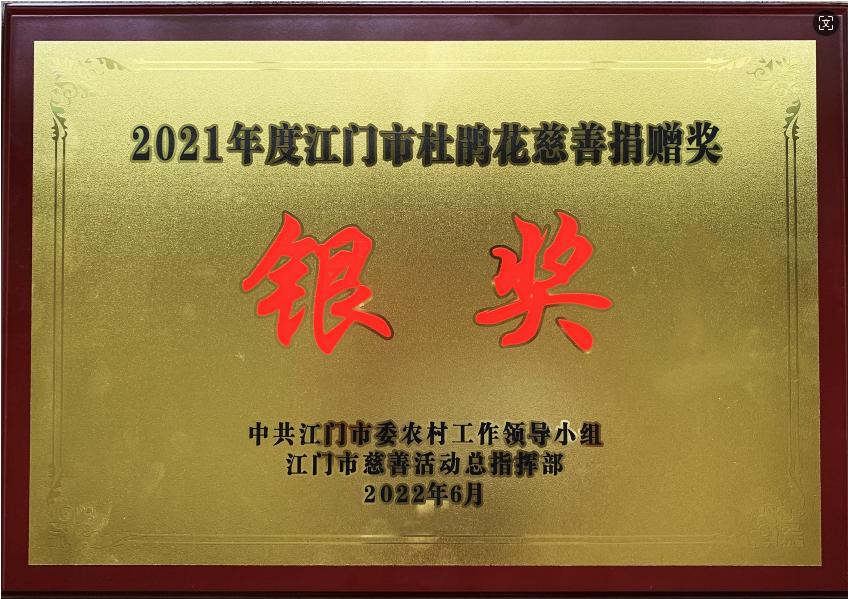 2021年度江门市杜鹃花慈善捐赠奖
银奖
中共江门市委农村工作领导小组
江门市慈善活动总指挥部
2022年6月